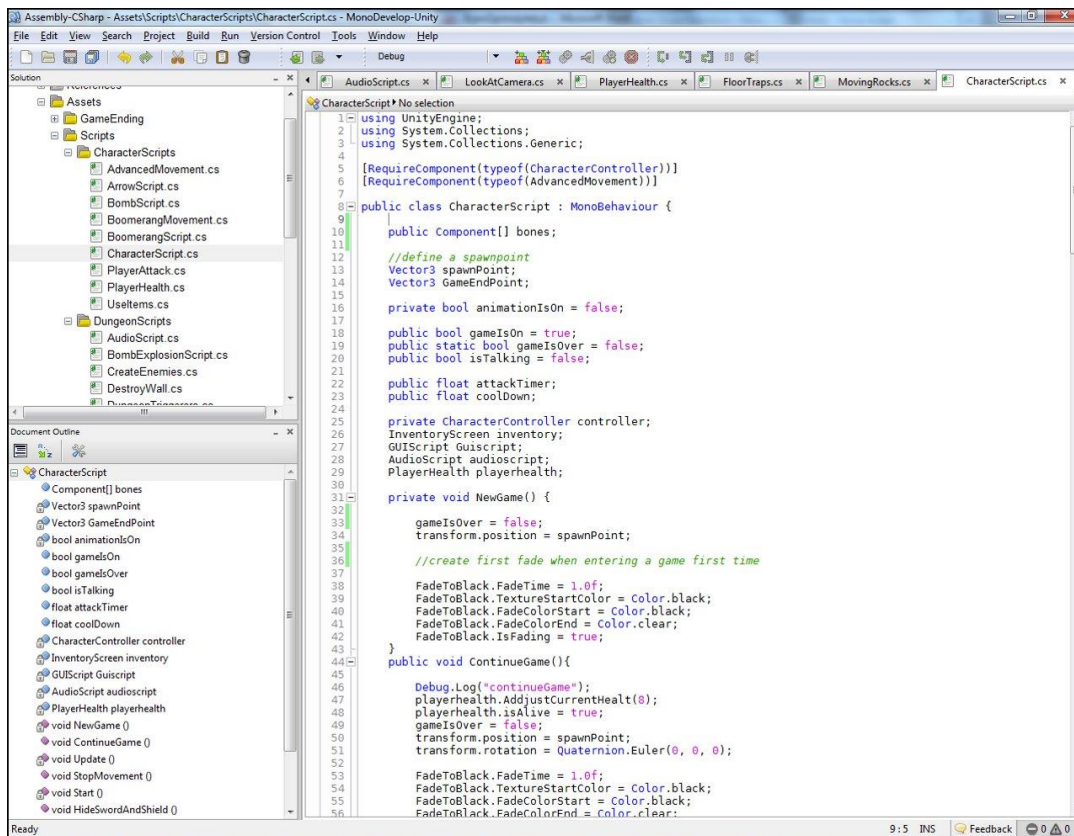 Assembly-CSharp - Assets\Scripts\CharacterScripts\CharacterScript.cs - MonoDevelop-Unity
File Edit View Search Project Build Run Version Control Tools Window Help
Debug
Solution
References
Assets
GameEnding
Scripts
CharacterScripts
AdvancedMovement.cs
ArrowScript.cs
BombScript.cs
BoomerangMovement.cs
BoomerangScript.cs
CharacterScript.cs
PlayerAttack.cs
PlayerHealth.cs
UseItems.cs
DungeonScripts
AudioScript.cs
BombExplosionScript.cs
CreateEnemies.cs
DestroyWall.cs
Document Outline
CharacterScript
Component[] bones
Vector3 spawnPoint
Vector3 GameEndPoint
bool animationIsOn
bool gameIsOn
bool gameIsOver
bool isTalking
float attackTimer
float coolDown
CharacterController controller
InventoryScreen inventory
GUIScript Guiscript
AudioScript audioscript
PlayerHealth playerhealth
void NewGame ()
void ContinueGame ()
void Update ()
void StopMovement ()
void Start ()
void HideSwordAndShield ()
AudioScript.cs × LookAtCamera.cs × PlayerHealth.cs × FloorTraps.cs × MovingRocks.cs × CharacterScript.cs ×
CharacterScript ▸ No selection
1 using UnityEngine;
2 using System.Collections;
3 using System.Collections.Generic;
4
5 [RequireComponent(typeof(CharacterController))]
6 [RequireComponent(typeof(AdvancedMovement))]
7
8 public class CharacterScript : MonoBehaviour {
9
10 public Component[] bones;
11
12 //define a spawnpoint
13 Vector3 spawnPoint;
14 Vector3 GameEndPoint;
15
16 private bool animationIsOn = false;
17
18 public bool gameIsOn = true;
19 public static bool gameIsOver = false;
20 public bool isTalking = false;
21
22 public float attackTimer;
23 public float coolDown;
24
25 private CharacterController controller;
26 InventoryScreen inventory;
27 GUIScript Guiscript;
28 AudioScript audioscript;
29 PlayerHealth playerhealth;
30
31 private void NewGame() {
32
33 gameIsOver = false;
34 transform.position = spawnPoint;
35
36 //create first fade when entering a game first time
37
38 FadeToBlack.FadeTime = 1.0f;
39 FadeToBlack.TextureStartColor = Color.black;
40 FadeToBlack.FadeColorStart = Color.black;
41 FadeToBlack.FadeColorEnd = Color.clear;
42 FadeToBlack.IsFading = true;
43 }
44 public void ContinueGame(){
45
46 Debug.Log("continueGame");
47 playerhealth.AddjustCurrentHealt(8);
48 playerhealth.isAlive = true;
49 gameIsOver = false;
50 transform.position = spawnPoint;
51 transform.rotation = Quaternion.Euler(0, 0, 0);
52
53 FadeToBlack.FadeTime = 1.0f;
54 FadeToBlack.TextureStartColor = Color.black;
55 FadeToBlack.FadeColorStart = Color.black;
56 FadeToBlack.FadeColorEnd = Color.clear;
Ready
9:5 INS Feedback 0 0